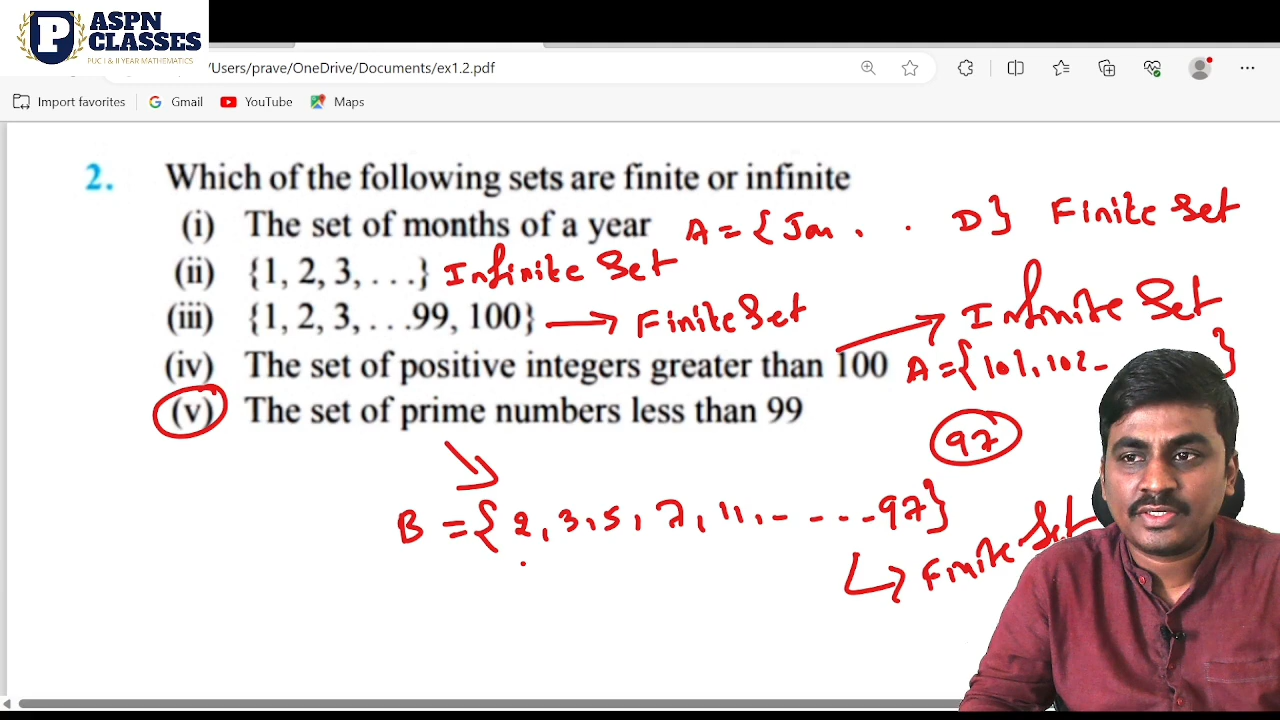 P ASPN
CLASSES
PUC I & II YEAR MATHEMATICS
/Users/prave/OneDrive/Documents/ex1.2.pdf
Import favorites Gmail YouTube Maps
2. Which of the following sets are finite or infinite
(i) The set of months of a year A = {Jan . . D} Finite Set
(ii) {1, 2, 3, . . .} Infinite Set
(iii) {1, 2, 3, . . .99, 100} → Finite Set
Infinite Set
(iv) The set of positive integers greater than 100 A = {101, 102 - }
(v) The set of prime numbers less than 99
97
B = {2, 3, 5, 7, 11, - - - - 97}
Finite Set